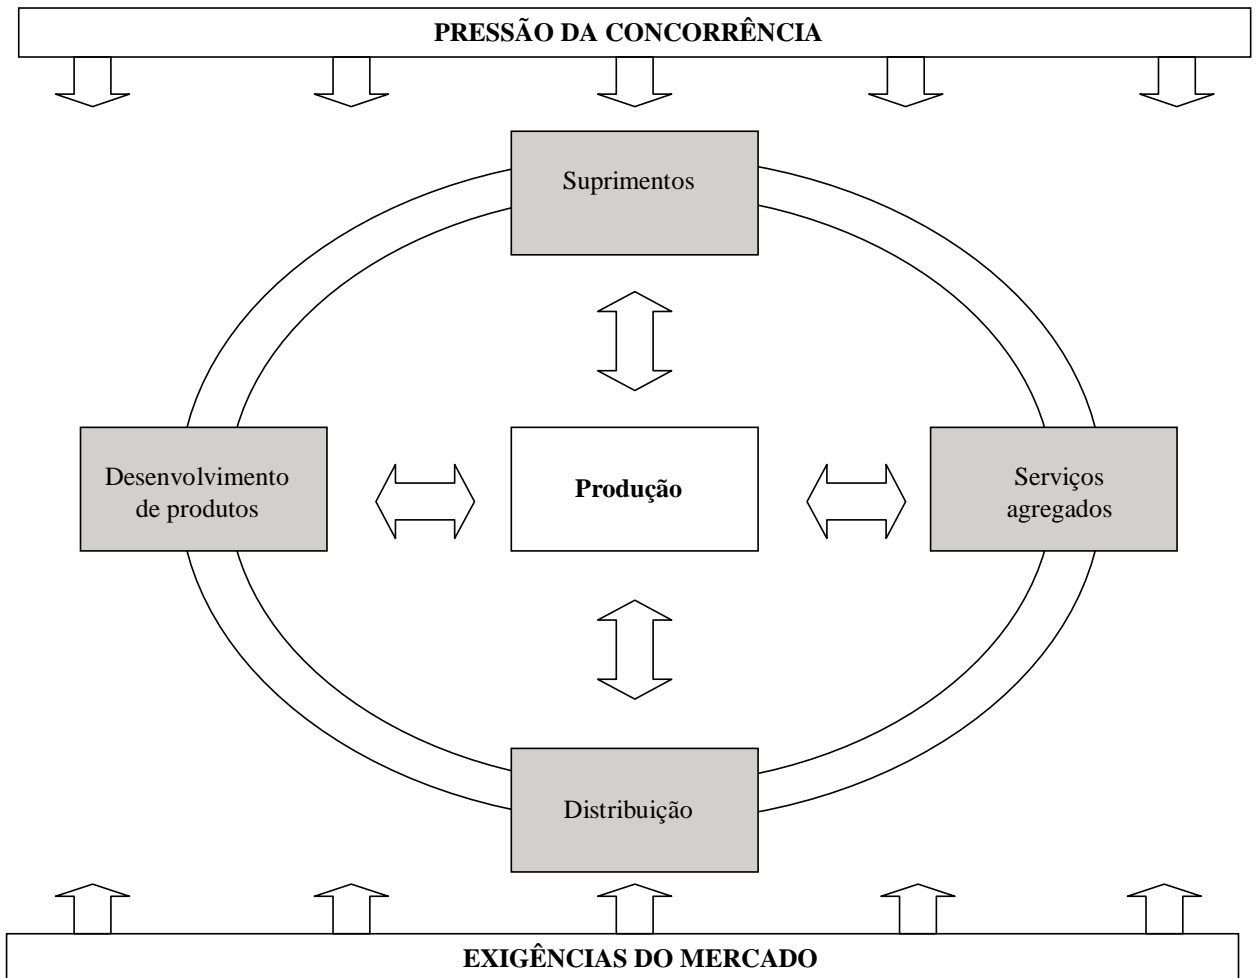 PRESSÃO DA CONCORRÊNCIA
Suprimentos
Desenvolvimento
de produtos
Produção
Serviços
agregados
Distribuição
EXIGÊNCIAS DO MERCADO